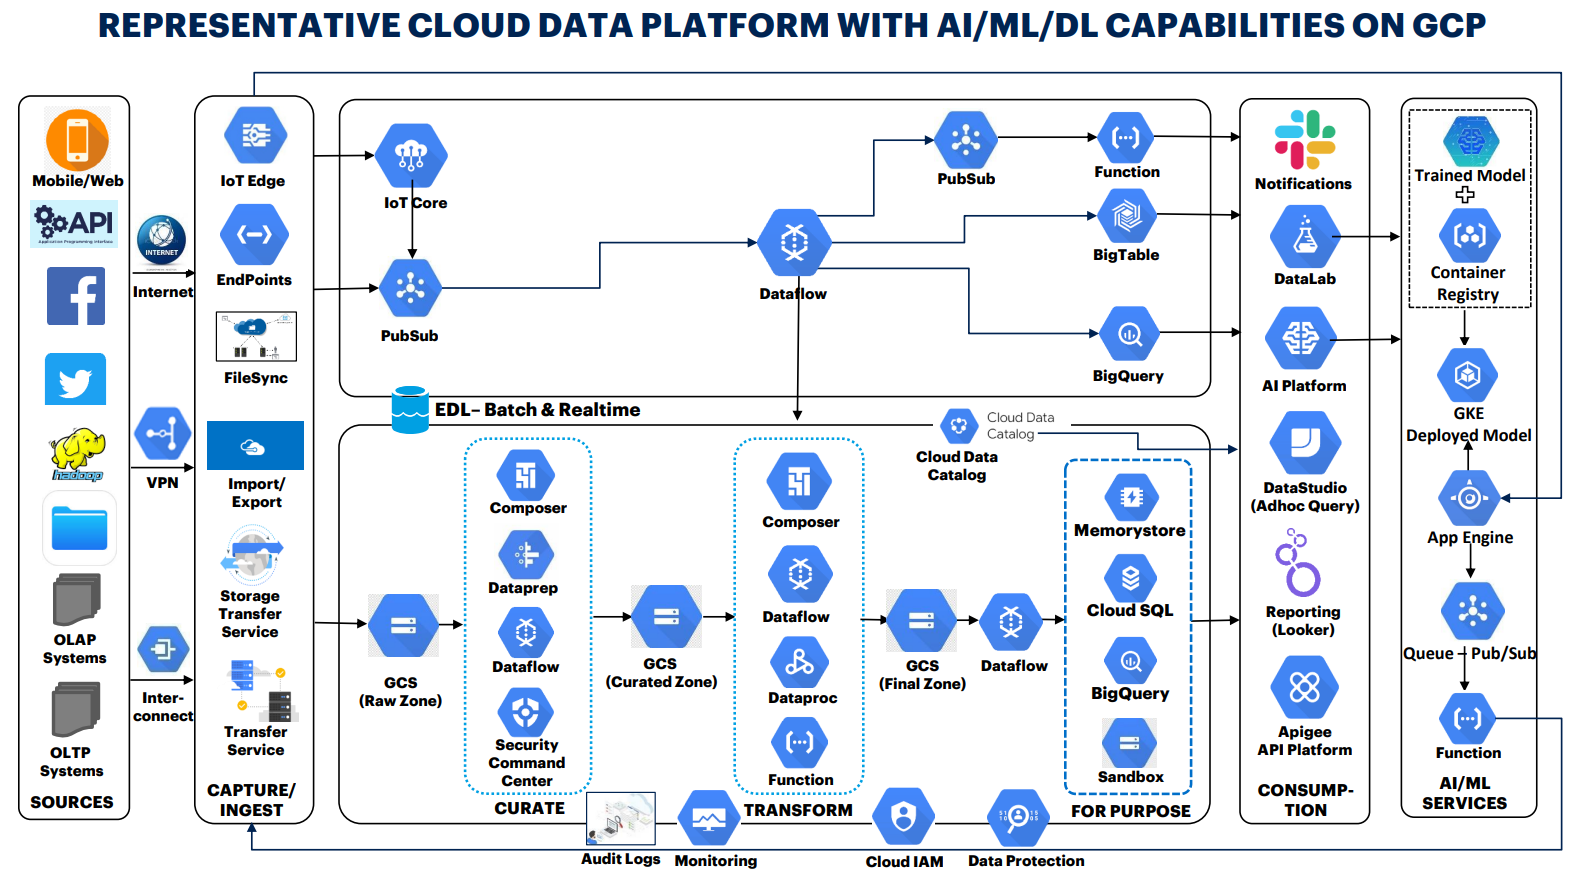 REPRESENTATIVE CLOUD DATA PLATFORM WITH AI/ML/DL CAPABILITIES ON GCP
Mobile/Web
API
Application Programming Interface
hadoop
OLAP
Systems
OLTP
Systems
SOURCES
INTERNET
Internet
VPN
Inter-
connect
IoT Edge
EndPoints
FileSync
Import/
Export
Storage
Transfer
Service
Transfer
Service
CAPTURE/
INGEST
IoT Core
PubSub
Dataflow
PubSub
Function
BigTable
BigQuery
EDL– Batch & Realtime
Cloud Data
Catalog
Cloud Data
Catalog
GCS
(Raw Zone)
Composer
Dataprep
Dataflow
Security
Command
Center
CURATE
GCS
(Curated Zone)
Composer
Dataflow
Dataproc
Function
TRANSFORM
GCS
(Final Zone)
Dataflow
Memorystore
Cloud SQL
BigQuery
Sandbox
FOR PURPOSE
Audit Logs
Monitoring
Cloud IAM
Data Protection
Notifications
DataLab
AI Platform
DataStudio
(Adhoc Query)
Reporting
(Looker)
Apigee
API Platform
CONSUMP-
TION
Trained Model
Container
Registry
GKE
Deployed Model
App Engine
Queue – Pub/Sub
Function
AI/ML
SERVICES